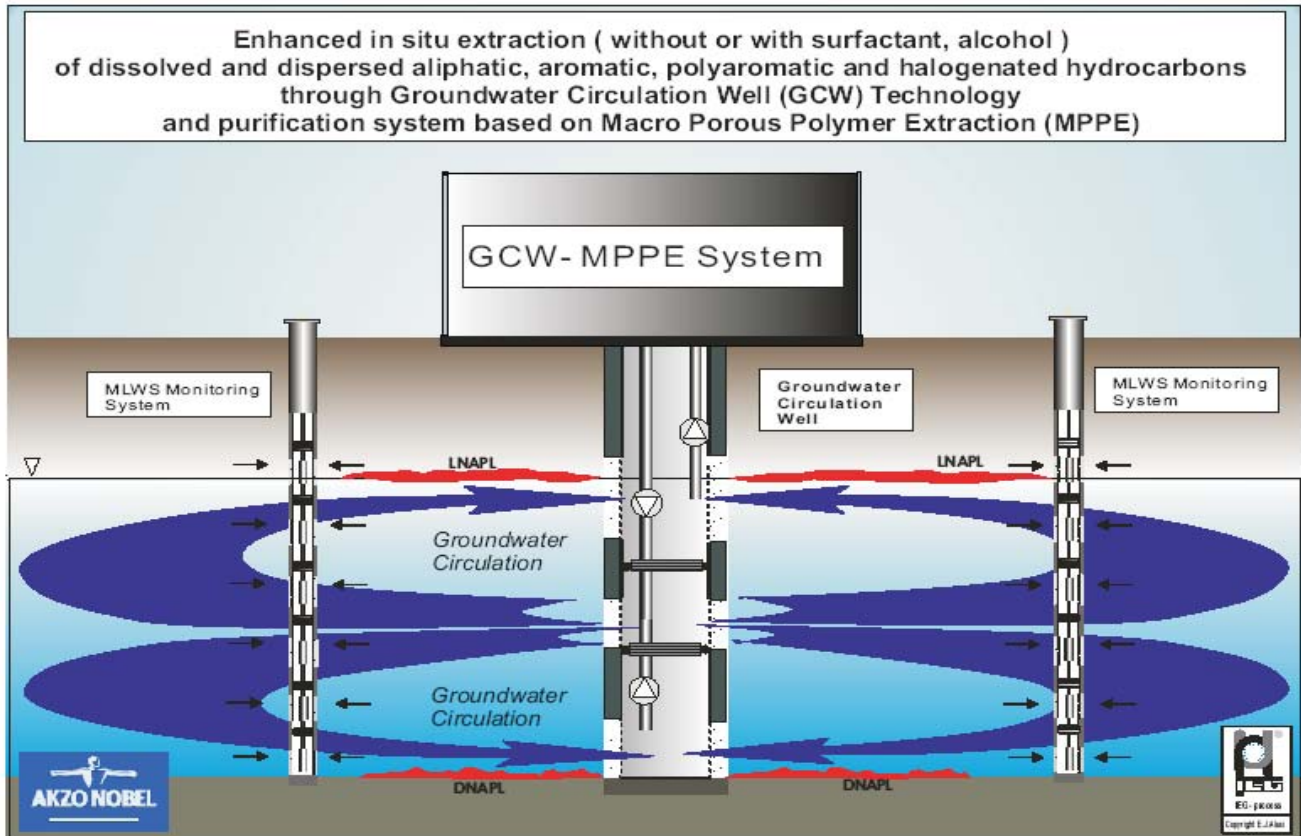 Enhanced in situ extraction ( without or with surfactant, alcohol )
of dissolved and dispersed aliphatic, aromatic, polyaromatic and halogenated hydrocarbons
through Groundwater Circulation Well (GCW) Technology
and purification system based on Macro Porous Polymer Extraction (MPPE)
GCW- MPPE System
MLWS Monitoring
System
Groundwater
Circulation
Well
MLWS Monitoring
System
LNAPL
LNAPL
Groundwater
Circulation
Groundwater
Circulation
DNAPL
DNAPL
AKZO NOBEL
IEG - process
Copyright E.J.Alesi